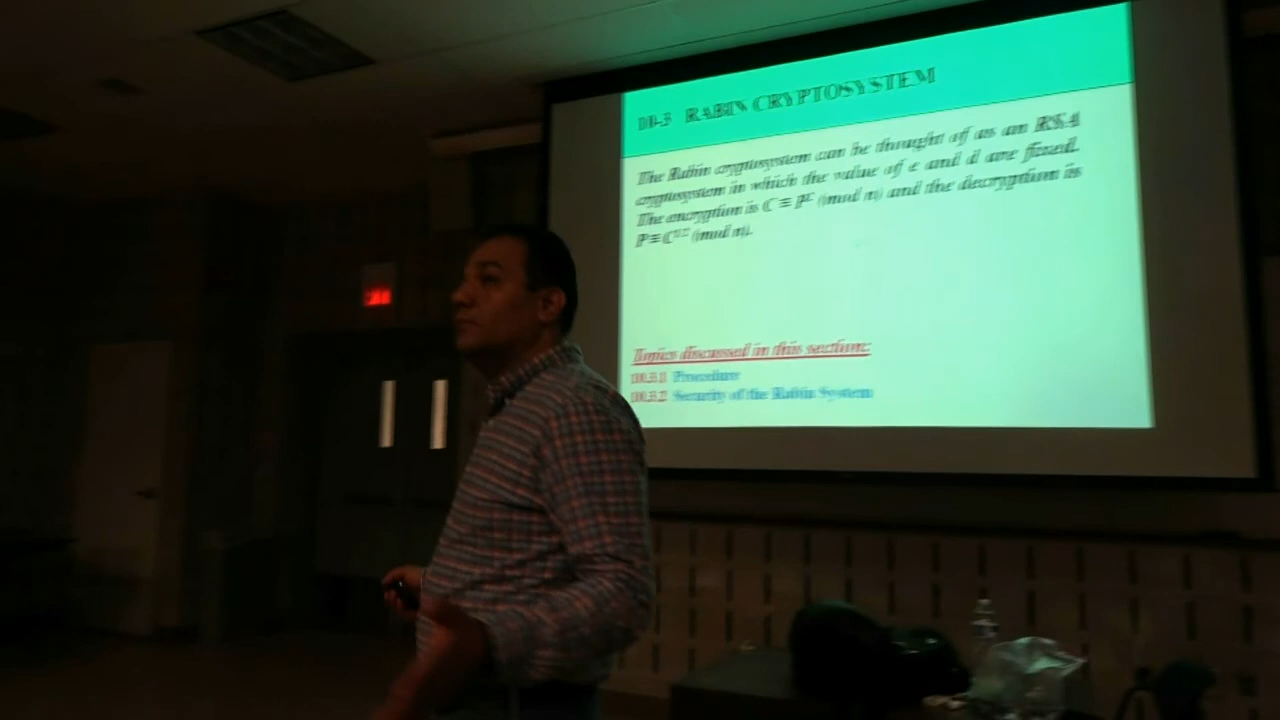 10-3 RABIN CRYPTOSYSTEM
The Rabin cryptosystem can be thought of as an RSA
cryptosystem in which the value of e and d are fixed.
The encryption is C ≡ P² (mod n) and the decryption is
P ≡ C¹/² (mod n).
Topics discussed in this section:
10.3.1 Procedure
10.3.2 Security of the Rabin System